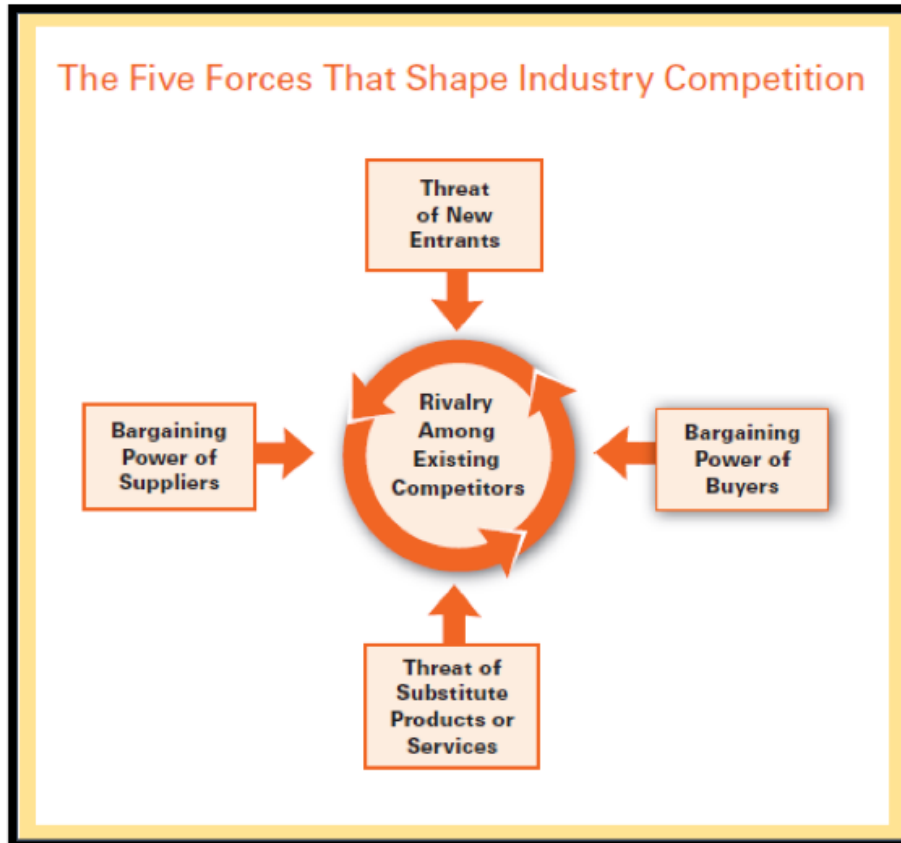 The Five Forces That Shape Industry Competition
Threat
of New
Entrants
Bargaining
Power of
Suppliers
Rivalry
Among
Existing
Competitors
Bargaining
Power of
Buyers
Threat of
Substitute
Products or
Services